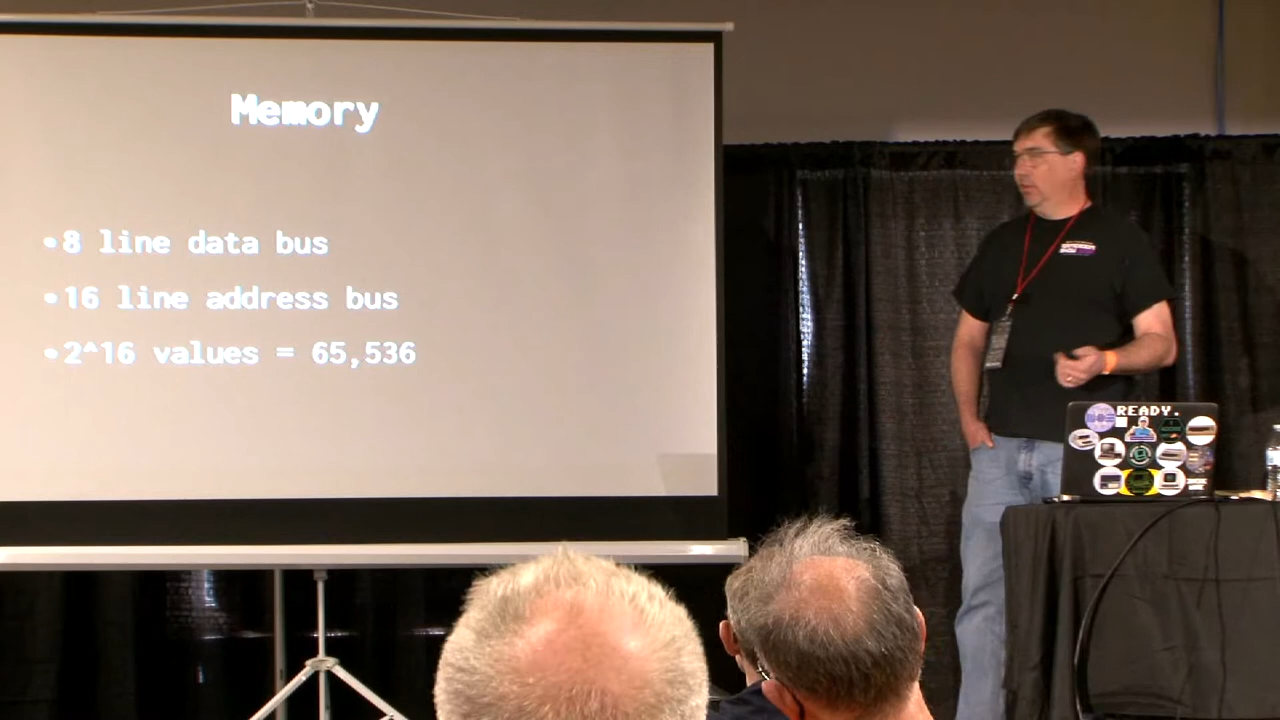 Memory
•8 line data bus
•16 line address bus
•2^16 values = 65,536
READY.